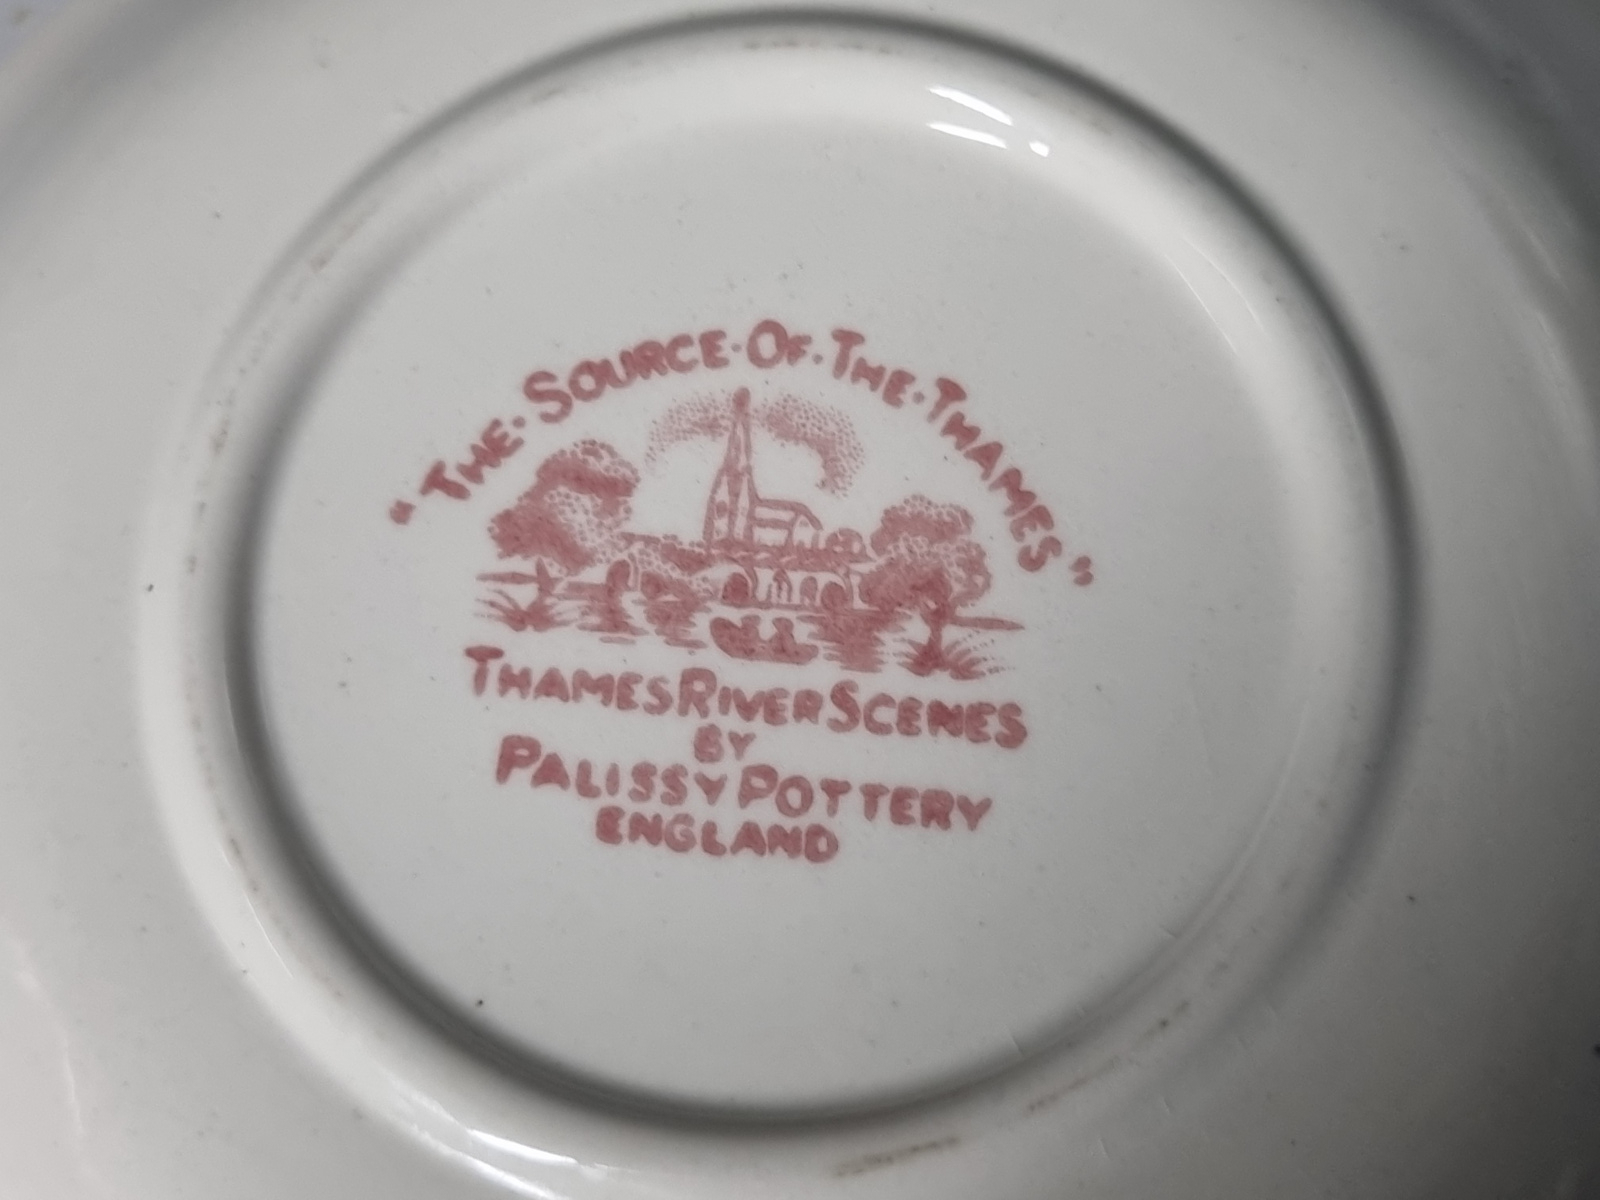 "THE·SOURCE·OF·THE·THAMES"
THAMES RIVER SCENES
BY
PALISSY POTTERY
ENGLAND